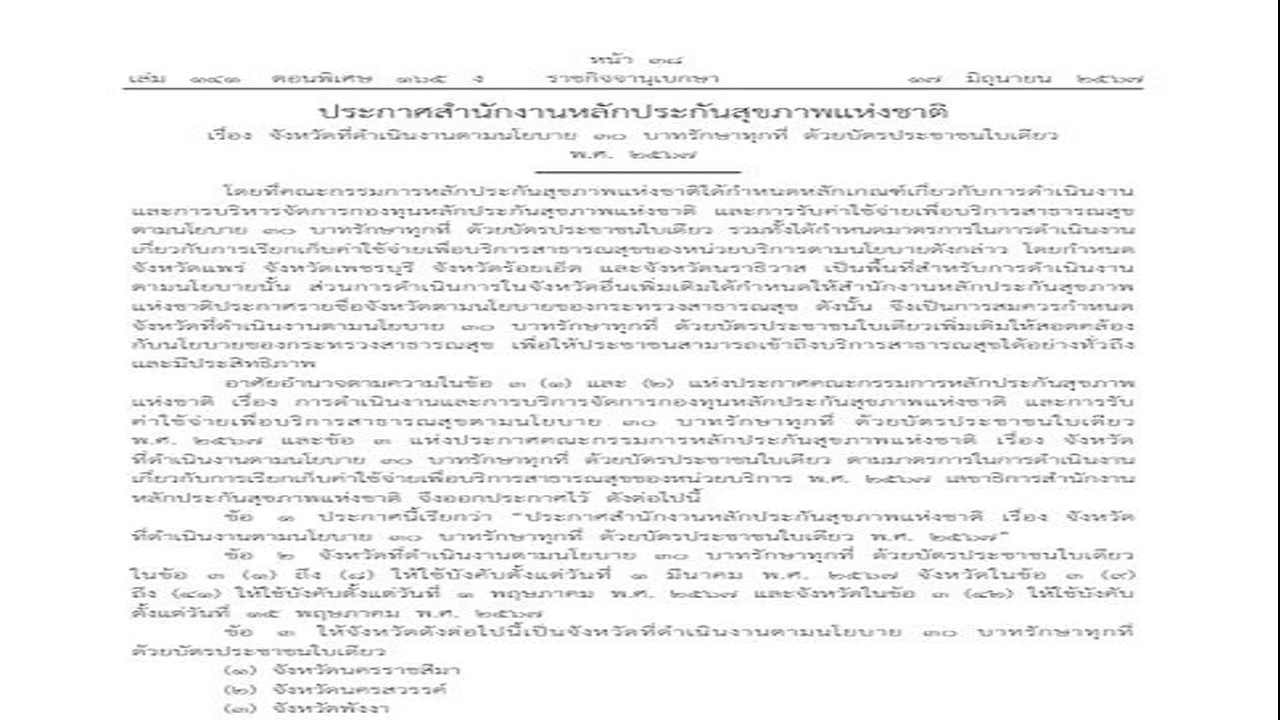 หน้า ๓๘
เล่ม ๑๔๑ ตอนพิเศษ ๑๖๕ ง ราชกิจจานุเบกษา ๑๗ มิถุนายน ๒๕๖๗
ประกาศสำนักงานหลักประกันสุขภาพแห่งชาติ
เรื่อง จังหวัดที่ดำเนินงานตามนโยบาย ๓๐ บาทรักษาทุกที่ ด้วยบัตรประชาชนใบเดียว
พ.ศ. ๒๕๖๗
โดยที่คณะกรรมการหลักประกันสุขภาพแห่งชาติได้กำหนดหลักเกณฑ์เกี่ยวกับการดำเนินงาน
และการบริหารจัดการกองทุนหลักประกันสุขภาพแห่งชาติ และการรับค่าใช้จ่ายเพื่อบริการสาธารณสุข
ตามนโยบาย ๓๐ บาทรักษาทุกที่ ด้วยบัตรประชาชนใบเดียว รวมทั้งได้กำหนดมาตรการในการดำเนินงาน
เกี่ยวกับการเรียกเก็บค่าใช้จ่ายเพื่อบริการสาธารณสุขของหน่วยบริการตามนโยบายดังกล่าว โดยกำหนด
จังหวัดแพร่ จังหวัดเพชรบุรี จังหวัดร้อยเอ็ด และจังหวัดนราธิวาส เป็นพื้นที่สำหรับการดำเนินงาน
ตามนโยบายนั้น ส่วนการดำเนินการในจังหวัดอื่นเพิ่มเติมได้กำหนดให้สำนักงานหลักประกันสุขภาพ
แห่งชาติประกาศรายชื่อจังหวัดตามนโยบายของกระทรวงสาธารณสุข ดังนั้น จึงเป็นการสมควรกำหนด
จังหวัดที่ดำเนินงานตามนโยบาย ๓๐ บาทรักษาทุกที่ ด้วยบัตรประชาชนใบเดียวเพิ่มเติมให้สอดคล้อง
กับนโยบายของกระทรวงสาธารณสุข เพื่อให้ประชาชนสามารถเข้าถึงบริการสาธารณสุขได้อย่างทั่วถึง
และมีประสิทธิภาพ
อาศัยอำนาจตามความในข้อ ๓ (๑) และ (๒) แห่งประกาศคณะกรรมการหลักประกันสุขภาพ
แห่งชาติ เรื่อง การดำเนินงานและการบริหารจัดการกองทุนหลักประกันสุขภาพแห่งชาติ และการรับ
ค่าใช้จ่ายเพื่อบริการสาธารณสุขตามนโยบาย ๓๐ บาทรักษาทุกที่ ด้วยบัตรประชาชนใบเดียว
พ.ศ. ๒๕๖๗ และข้อ ๓ แห่งประกาศคณะกรรมการหลักประกันสุขภาพแห่งชาติ เรื่อง จังหวัด
ที่ดำเนินงานตามนโยบาย ๓๐ บาทรักษาทุกที่ ด้วยบัตรประชาชนใบเดียว ตามมาตรการในการดำเนินงาน
เกี่ยวกับการเรียกเก็บค่าใช้จ่ายเพื่อบริการสาธารณสุขของหน่วยบริการ พ.ศ. ๒๕๖๗ เลขาธิการสำนักงาน
หลักประกันสุขภาพแห่งชาติ จึงออกประกาศไว้ ดังต่อไปนี้
ข้อ ๑ ประกาศนี้เรียกว่า “ประกาศสำนักงานหลักประกันสุขภาพแห่งชาติ เรื่อง จังหวัด
ที่ดำเนินงานตามนโยบาย ๓๐ บาทรักษาทุกที่ ด้วยบัตรประชาชนใบเดียว พ.ศ. ๒๕๖๗”
ข้อ ๒ จังหวัดที่ดำเนินงานตามนโยบาย ๓๐ บาทรักษาทุกที่ ด้วยบัตรประชาชนใบเดียว
ในข้อ ๓ (๑) ถึง (๘) ให้ใช้บังคับตั้งแต่วันที่ ๑ มีนาคม พ.ศ. ๒๕๖๗ จังหวัดในข้อ ๓ (๙)
ถึง (๔๑) ให้ใช้บังคับตั้งแต่วันที่ ๑ พฤษภาคม พ.ศ. ๒๕๖๗ และจังหวัดในข้อ ๓ (๔๒) ให้ใช้บังคับ
ตั้งแต่วันที่ ๑๕ พฤษภาคม พ.ศ. ๒๕๖๗
ข้อ ๓ ให้จังหวัดดังต่อไปนี้เป็นจังหวัดที่ดำเนินงานตามนโยบาย ๓๐ บาทรักษาทุกที่
ด้วยบัตรประชาชนใบเดียว
(๑) จังหวัดนครราชสีมา
(๒) จังหวัดนครสวรรค์
(๓) จังหวัดพังงา